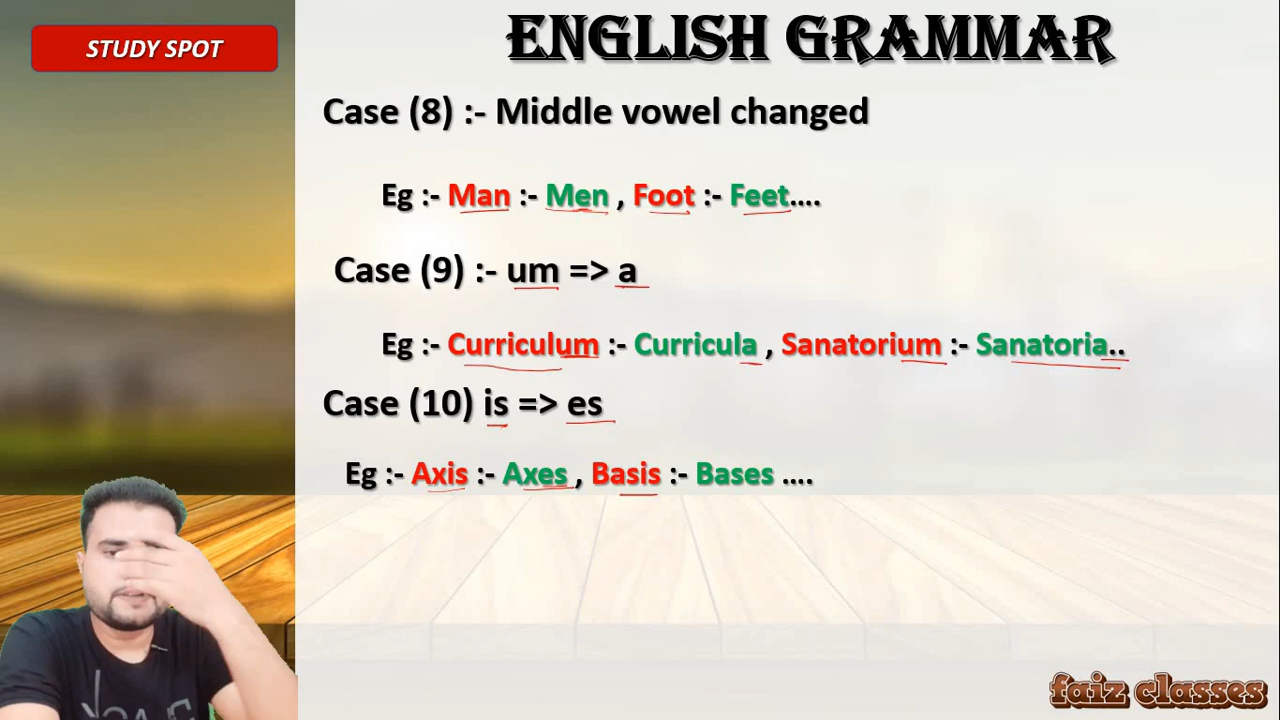 STUDY SPOT
ENGLISH GRAMMAR
Case (8) :- Middle vowel changed
Eg :- Man :- Men , Foot :- Feet....
Case (9) :- um => a
Eg :- Curriculum :- Curricula , Sanatorium :- Sanatoria..
Case (10) is => es
Eg :- Axis :- Axes , Basis :- Bases ....
faiz classes